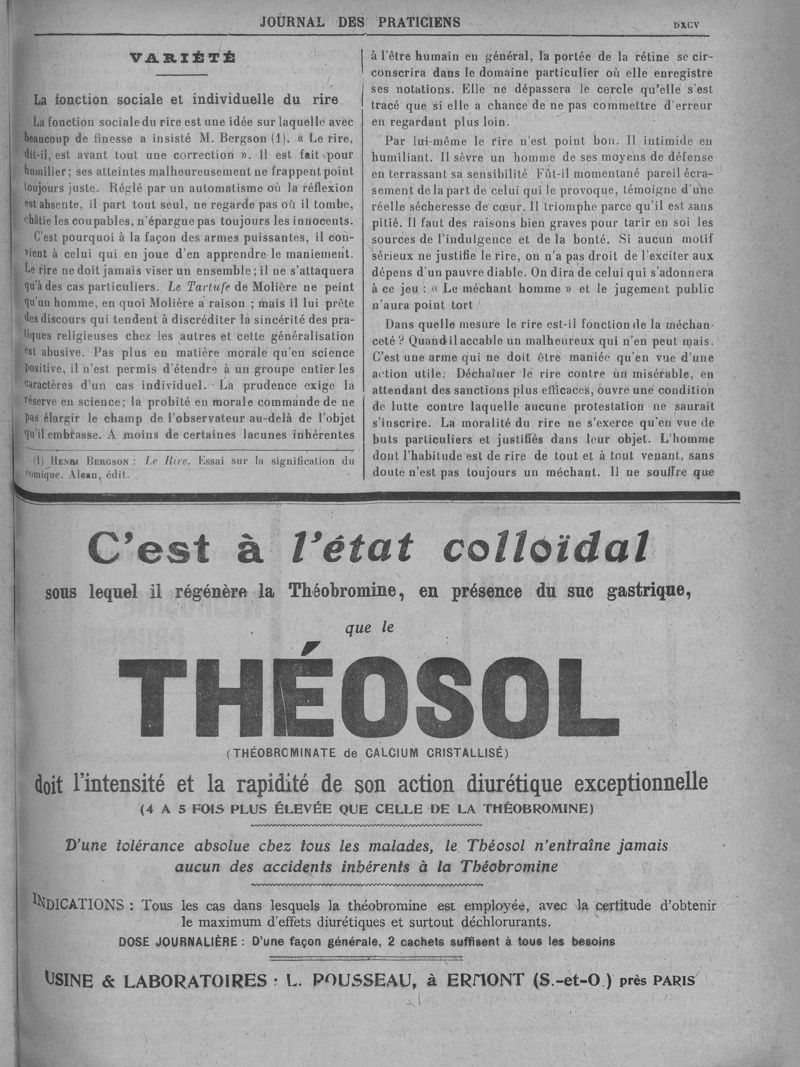 JOURNAL DES PRATICIENS
DXCV
VARIÉTÉ
La fonction sociale et individuelle du rire
La fonction sociale du rire est une idée sur laquelle avec
beaucoup de finesse a insisté M. Bergson (1). « Le rire,
dit-il, est avant tout une correction ». Il est fait pour
humilier ; ses atteintes malheureusement ne frappent point
toujours juste. Réglé par un automatisme où la réflexion
est absente, il part tout seul, ne regarde pas où il tombe,
châtie les coupables, n'épargne pas toujours les innocents.
C'est pourquoi à la façon des armes puissantes, il con-
vient à celui qui en joue d'en apprendre le maniement.
Le rire ne doit jamais viser un ensemble ; il ne s'attaquera
qu'à des cas particuliers. Le Tartufe de Molière ne peint
qu'un homme, en quoi Molière a raison ; mais il lui prête
des discours qui tendent à discréditer la sincérité des pra-
tiques religieuses chez les autres et cette généralisation
est abusive. Pas plus en matière morale qu'en science
positive, il n'est permis d'étendre à un groupe entier les
caractères d'un cas individuel. La prudence exige la
réserve en science ; la probité en morale commande de ne
pas élargir le champ de l'observateur au-delà de l'objet
qu'il embrasse. A moins de certaines lacunes inhérentes
(1) HENRI BERGSON : Le Rire. Essai sur la signification du
comique. Alcan, édit.
à l'être humain en général, la portée de la rétine se cir-
conscrira dans le domaine particulier où elle enregistre
ses notations. Elle ne dépassera le cercle qu'elle s'est
tracé que si elle a chance de ne pas commettre d'erreur
en regardant plus loin.
Par lui-même le rire n'est point bon. Il intimide en
humiliant. Il sèvre un homme de ses moyens de défense
en terrassant sa sensibilité Fût-il momentané pareil écra-
sement de la part de celui qui le provoque, témoigne d'une
réelle sécheresse de cœur. Il triomphe parce qu'il est sans
pitié. Il faut des raisons bien graves pour tarir en soi les
sources de l'indulgence et de la bonté. Si aucun motif
sérieux ne justifie le rire, on n'a pas droit de l'exciter aux
dépens d'un pauvre diable. On dira de celui qui s'adonnera
à ce jeu : « Le méchant homme » et le jugement public
n'aura point tort
Dans quelle mesure le rire est-il fonction de la méchan-
ceté ? Quand il accable un malheureux qui n'en peut mais.
C'est une arme qui ne doit être maniée qu'en vue d'une
action utile. Déchaîner le rire contre un misérable, en
attendant des sanctions plus efficaces, ouvre une condition
de lutte contre laquelle aucune protestation ne saurait
s'inscrire. La moralité du rire ne s'exerce qu'en vue de
buts particuliers et justifiés dans leur objet. L'homme
dont l'habitude est de rire de tout et à tout venant, sans
doute n'est pas toujours un méchant. Il ne souffre que
C'est à l'état colloïdal
sous lequel il régénère la Théobromine, en présence du suc gastrique,
que le
THÉOSOL
(THÉOBROMINATE de CALCIUM CRISTALLISÉ)
doit l'intensité et la rapidité de son action diurétique exceptionnelle
(4 A 5 FOIS PLUS ÉLEVÉE QUE CELLE DE LA THÉOBROMINE)
D'une tolérance absolue chez tous les malades, le Théosol n'entraîne jamais
aucun des accidents inhérents à la Théobromine
INDICATIONS : Tous les cas dans lesquels la théobromine est employée, avec la certitude d'obtenir
le maximum d'effets diurétiques et surtout déchlorurants.
DOSE JOURNALIÈRE : D'une façon générale, 2 cachets suffisent à tous les besoins
USINE & LABORATOIRES : L. POUSSEAU, à ERMONT (S.-et-O.) près PARIS